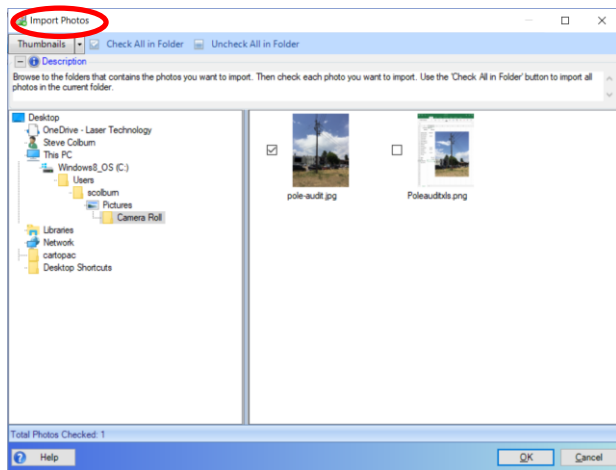 Import Photos
Thumbnails Check All in Folder Uncheck All in Folder
Description
Browse to the folders that contains the photos you want to import. Then check each photo you want to import. Use the 'Check All in Folder' button to import all
photos in the current folder.
Desktop
OneDrive - Laser Technology
Steve Colburn
This PC
Windows8_OS (C:)
Users
scolburn
Pictures
Camera Roll
Libraries
Network
cartopac
Desktop Shortcuts
pole-audit.jpg
Poleauditxls.png
Total Photos Checked: 1
Help
OK
Cancel